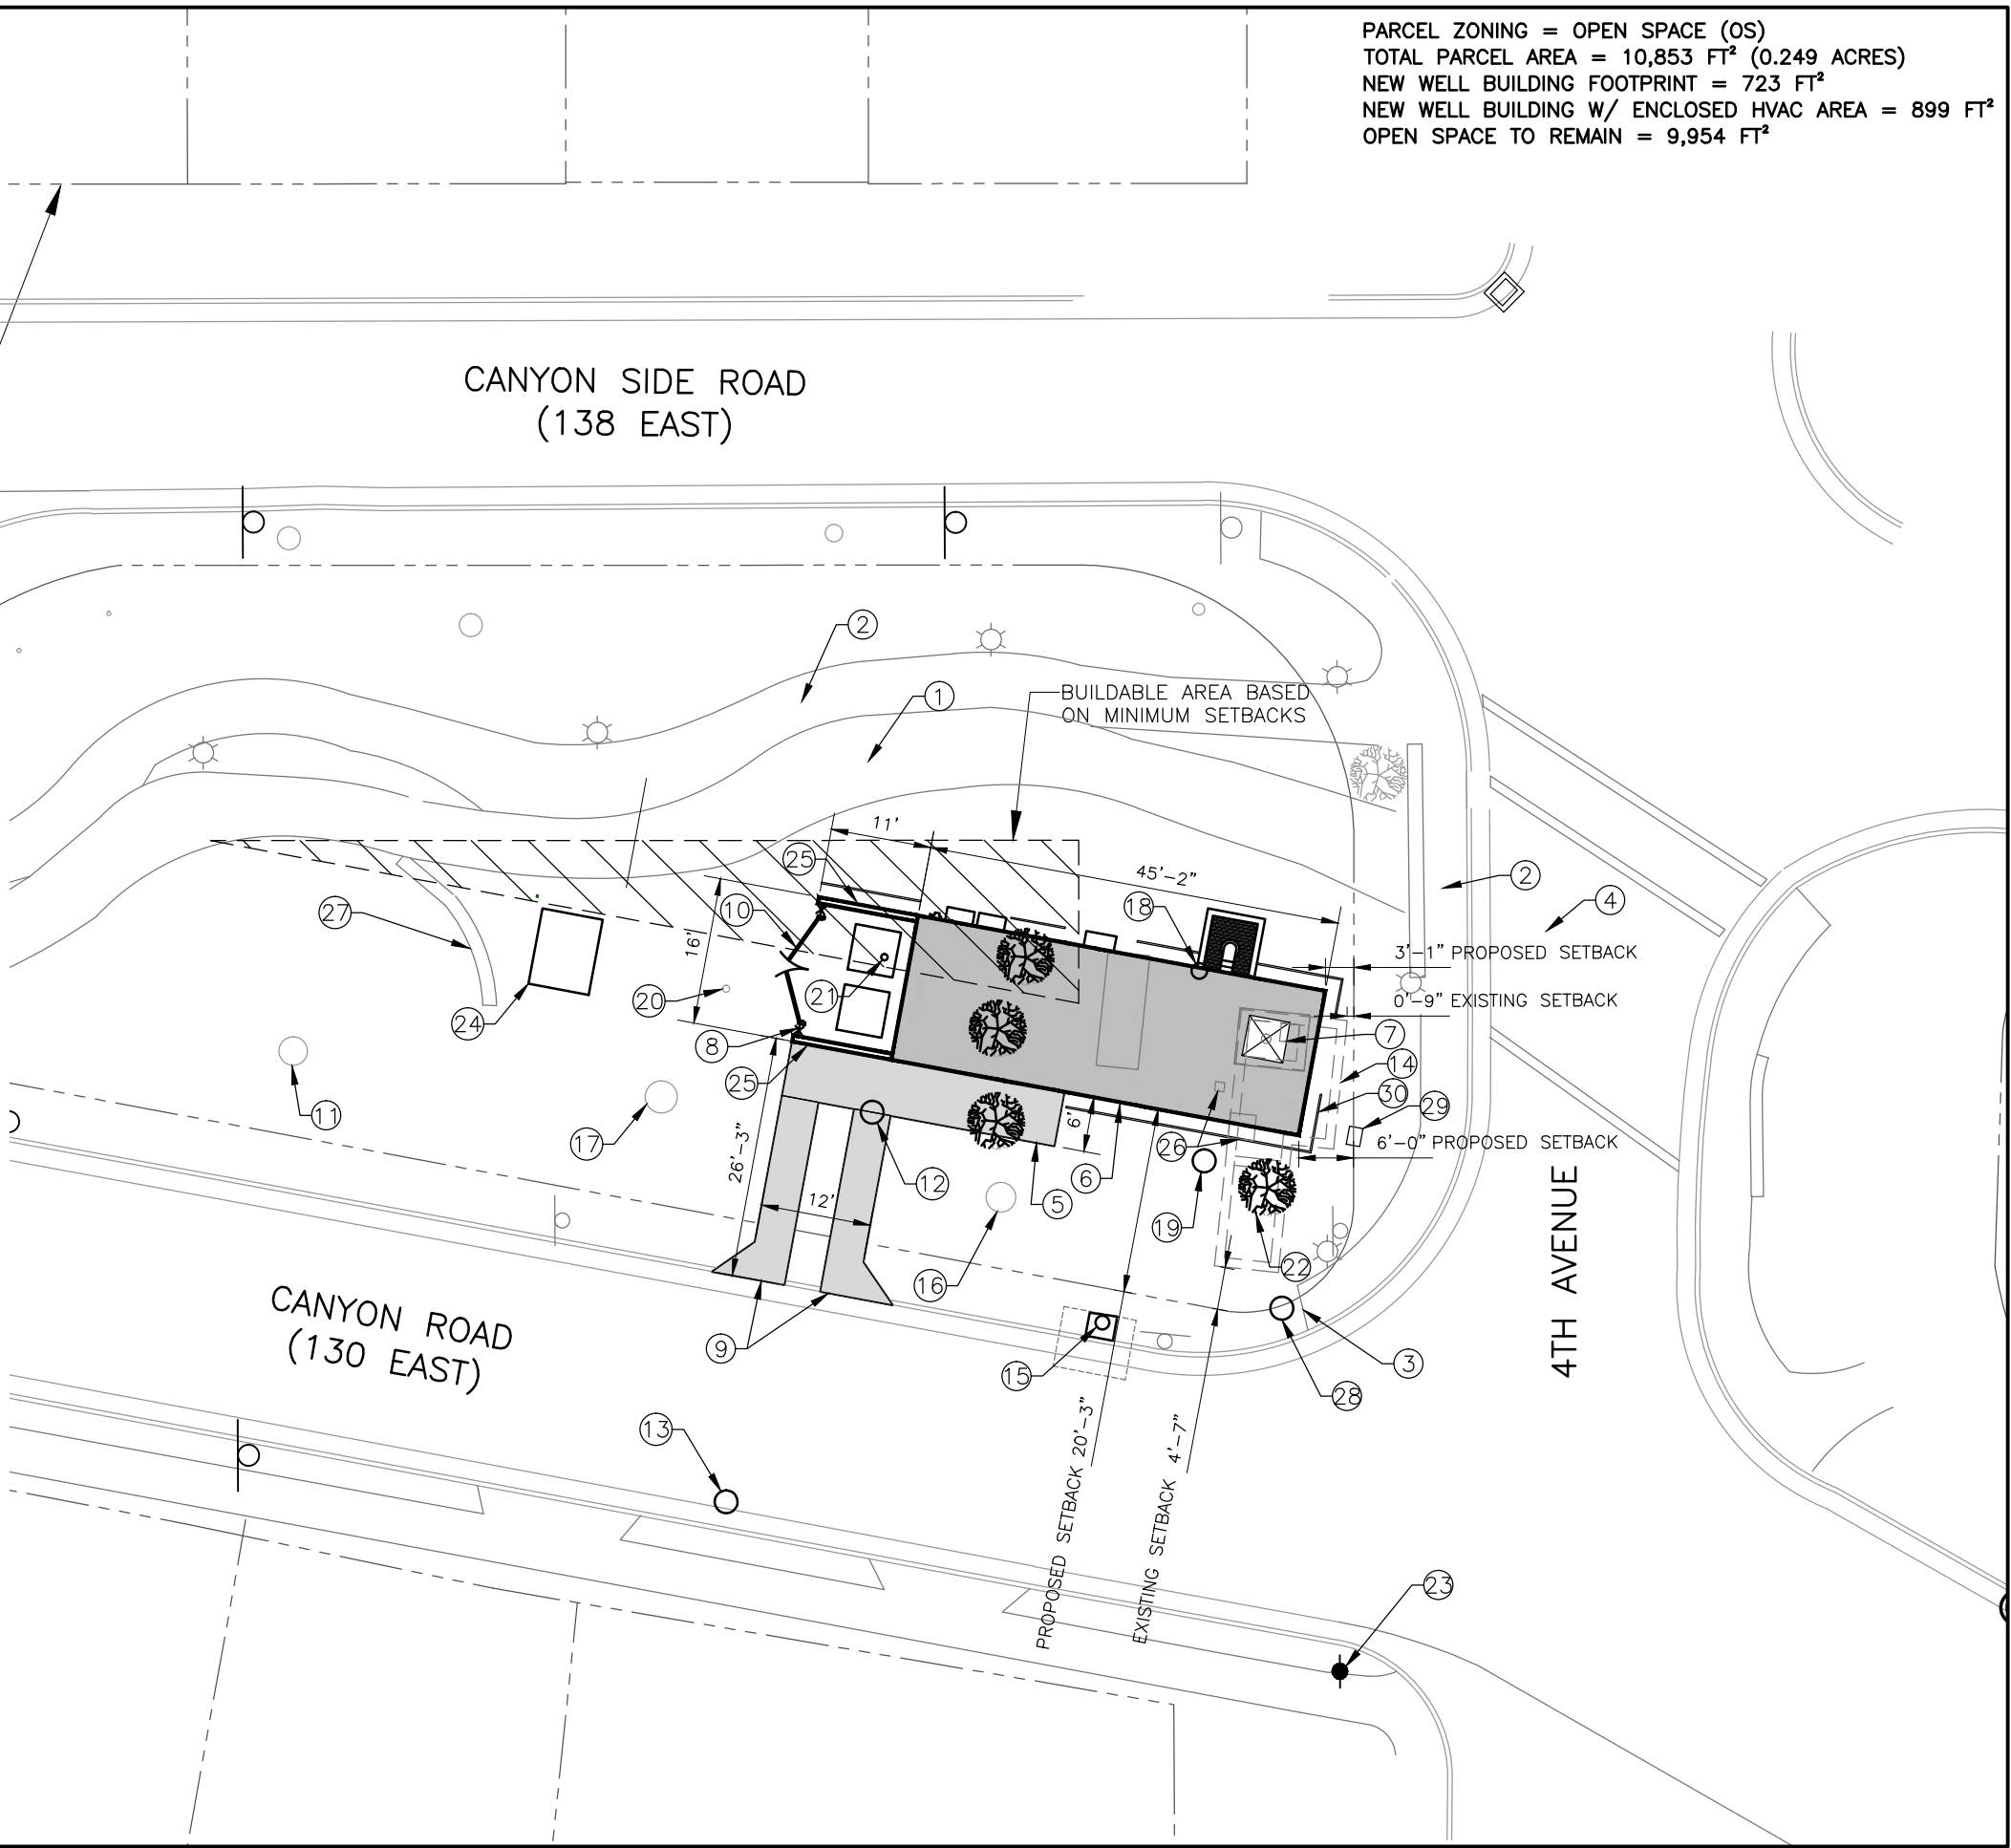 PARCEL ZONING = OPEN SPACE (OS)
TOTAL PARCEL AREA = 10,853 FT² (0.249 ACRES)
NEW WELL BUILDING FOOTPRINT = 723 FT²
NEW WELL BUILDING W/ ENCLOSED HVAC AREA = 899 FT²
OPEN SPACE TO REMAIN = 9,954 FT²
CANYON SIDE ROAD
(138 EAST)
2
1
BUILDABLE AREA BASED
ON MINIMUM SETBACKS
11'
25
45'-2"
2
27
10
18
4
16'
3'-1" PROPOSED SETBACK
24
20
21
0'-9" EXISTING SETBACK
8
7
14
25
30
11
17
26'-3"
6'
29
26
6'-0" PROPOSED SETBACK
12
6
5
12'
19
16
22
4TH AVENUE
CANYON ROAD
(130 EAST)
9
15
3
28
13
PROPOSED SETBACK 20'-3"
EXISTING SETBACK 4'-7"
23